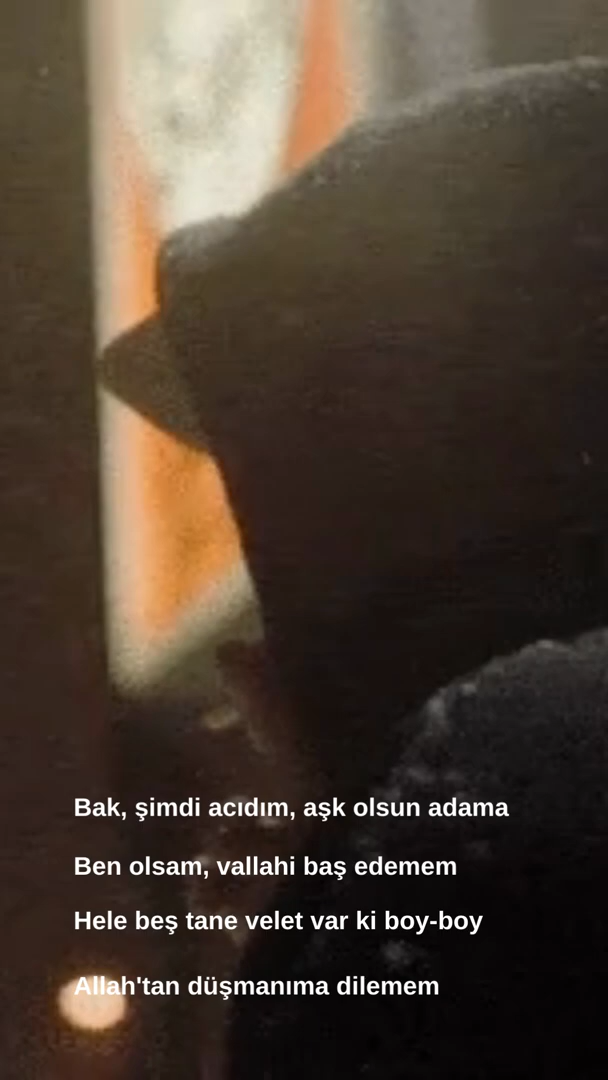 Bak, şimdi acıdım, aşk olsun adama
Ben olsam, vallahi baş edemem
Hele beş tane velet var ki boy-boy
Allah'tan düşmanıma dilemem